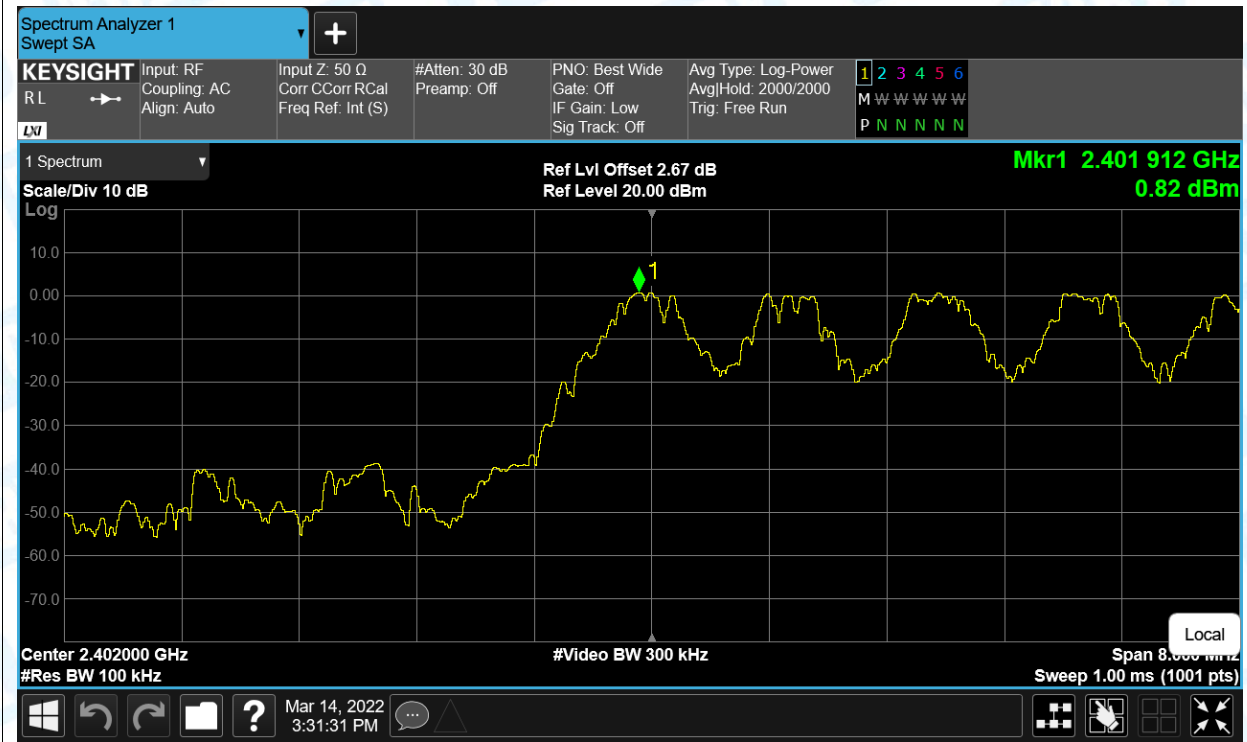 Spectrum Analyzer 1
Swept SA
KEYSIGHT
R L
LXI
Input: RF
Coupling: AC
Align: Auto
Input Z: 50 Ω
Corr CCorr RCal
Freq Ref: Int (S)
#Atten: 30 dB
Preamp: Off
PNO: Best Wide
Gate: Off
IF Gain: Low
Sig Track: Off
Avg Type: Log-Power
Avg|Hold: 2000/2000
Trig: Free Run
1 2 3 4 5 6
M W W W W W
P N N N N N
1 Spectrum
Scale/Div 10 dB
Ref Lvl Offset 2.67 dB
Ref Level 20.00 dBm
Mkr1 2.401 912 GHz
0.82 dBm
Log
10.0
0.00
-10.0
-20.0
-30.0
-40.0
-50.0
-60.0
-70.0
1
Local
Center 2.402000 GHz
#Res BW 100 kHz
#Video BW 300 kHz
Span 8.
Sweep 1.00 ms (1001 pts)
?
Mar 14, 2022
3:31:31 PM